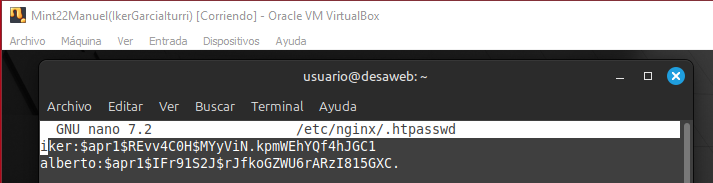 Mint22Manuel(IkerGarciaIturri) [Corriendo] - Oracle VM VirtualBox
Archivo Máquina Ver Entrada Dispositivos Ayuda
usuario@desaweb: ~
Archivo Editar Ver Buscar Terminal Ayuda
GNU nano 7.2 /etc/nginx/.htpasswd
iker:$apr1$REvv4C0H$MYyViN.kpmWEhYQf4hJGC1
alberto:$apr1$IFr91S2J$rJfkoGZWU6rARzI815GXC.